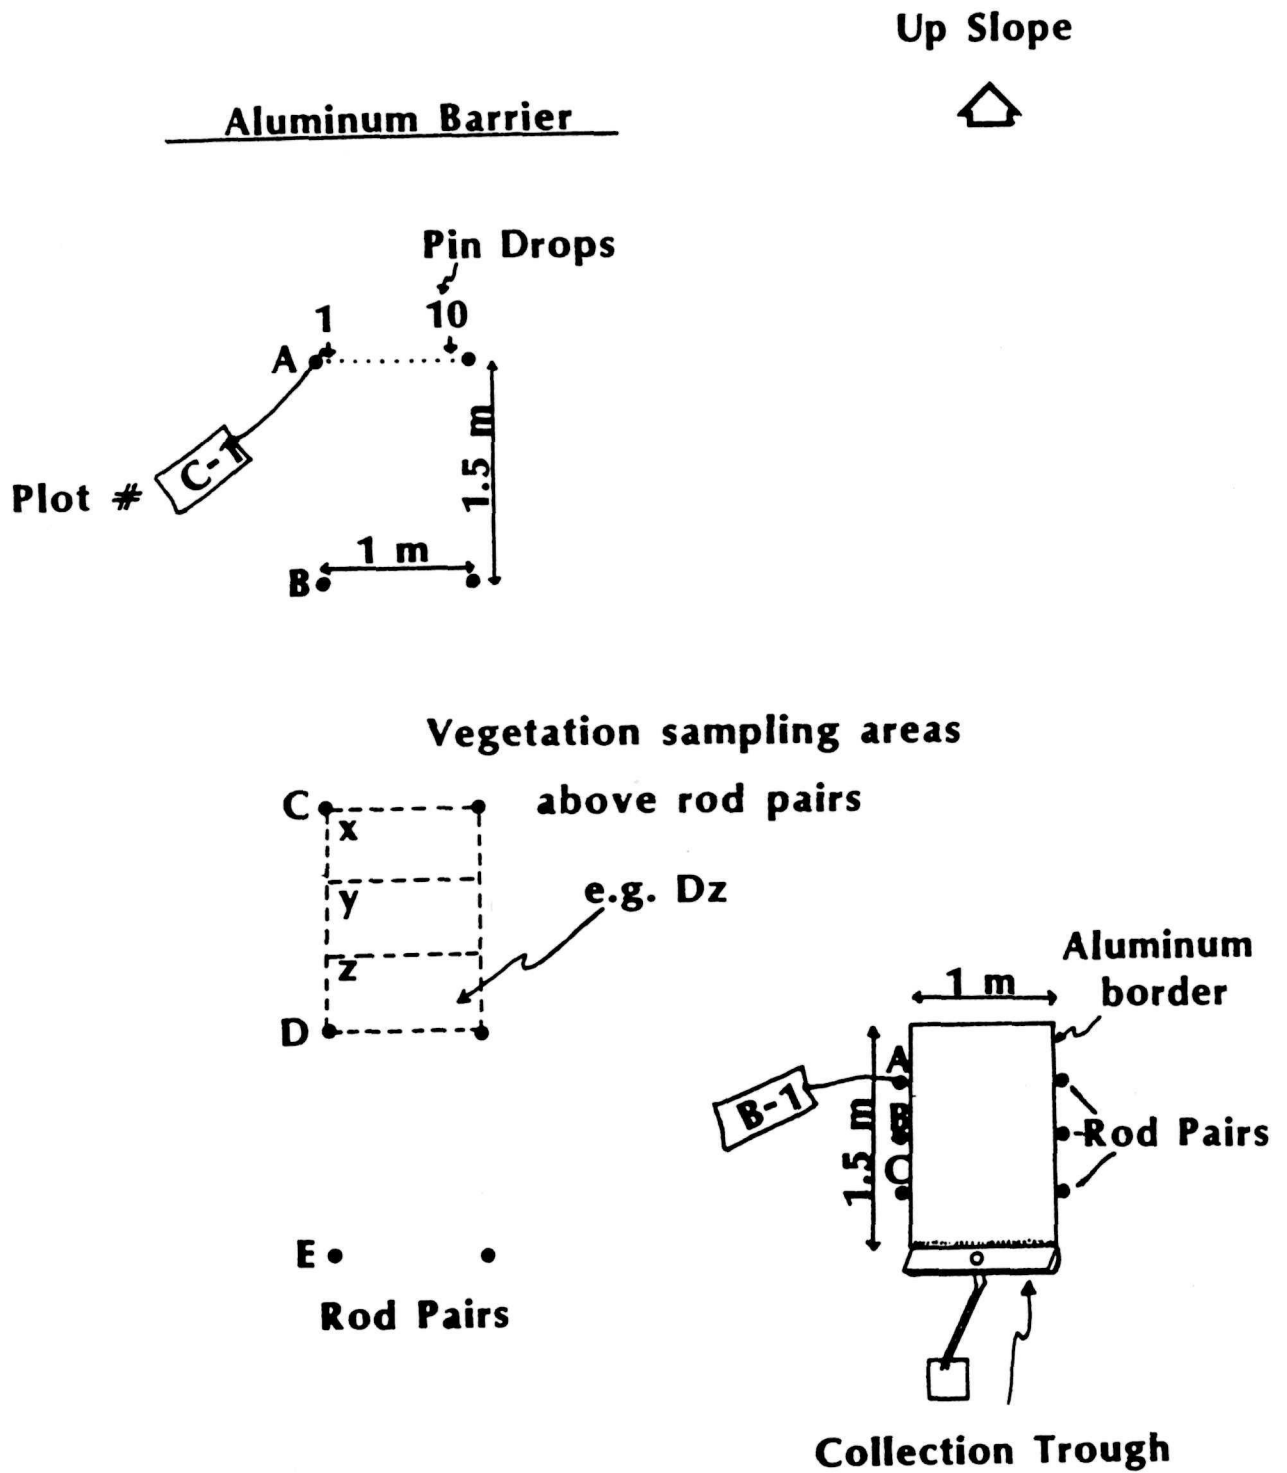 Up Slope
Aluminum Barrier
Pin Drops
1 10
A
1.5 m
C-1
Plot #
1 m
B
Vegetation sampling areas
above rod pairs
C
x
y
e.g. Dz
z
D
Aluminum
border
1 m
A
B-1
B
1.5 m
Rod Pairs
C
E
Rod Pairs
Collection Trough